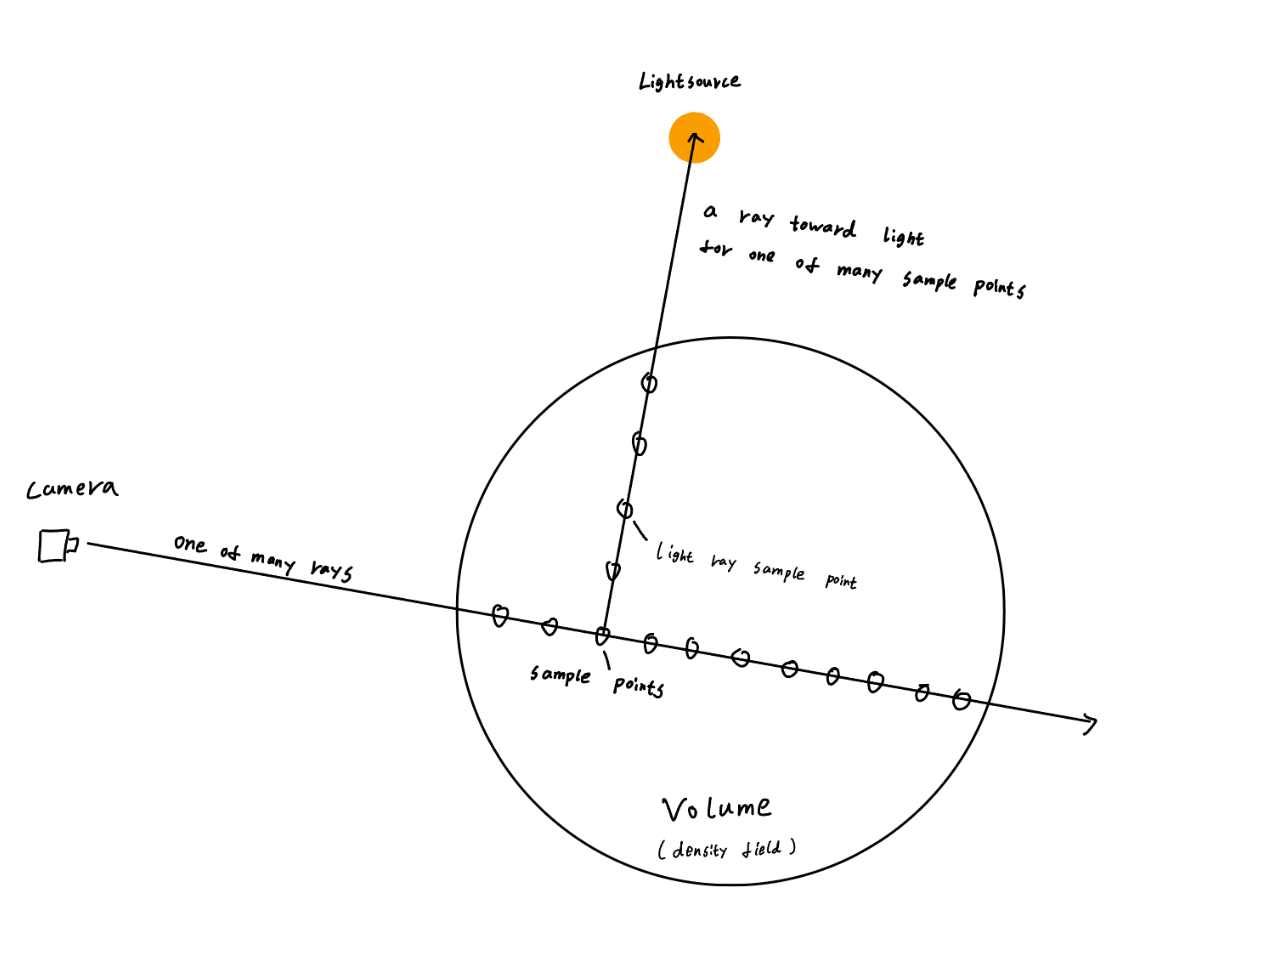 Lightsource
a ray toward light
for one of many sample points
Camera
one of many rays
light ray sample point
sample points
Volume
(density field)